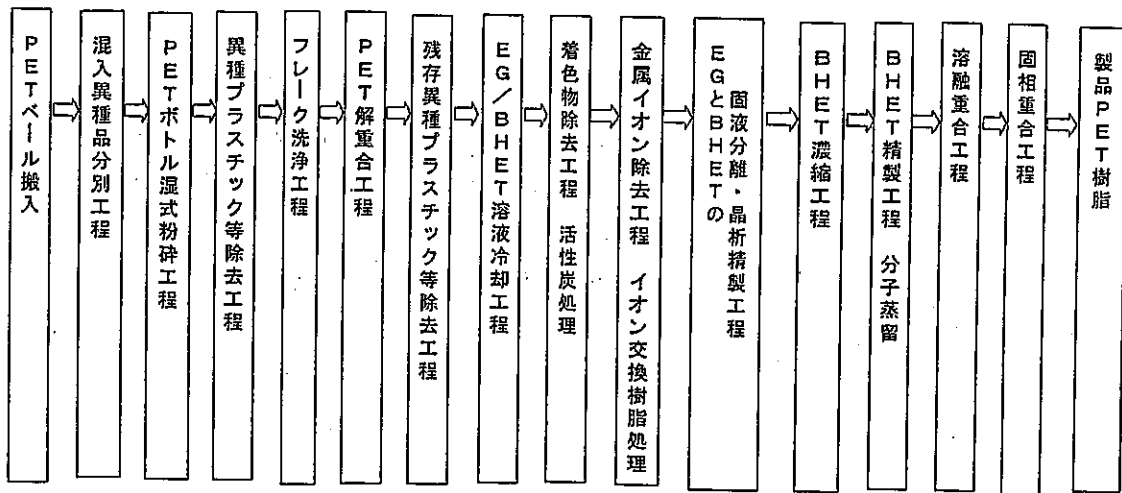 PETベール搬入
混入異種品分別工程
PETボトル湿式粉砕工程
異種プラスチック等除去工程
フレーク洗浄工程
PET解重合工程
残存異種プラスチック等除去工程
EG/BHET溶液冷却工程
着色物除去工程 活性炭処理
金属イオン除去工程 イオン交換樹脂処理
EGとBHETの
固液分離・晶析精製工程
BHET濃縮工程
BHET精製工程 分子蒸留
溶融重合工程
固相重合工程
製品PET樹脂